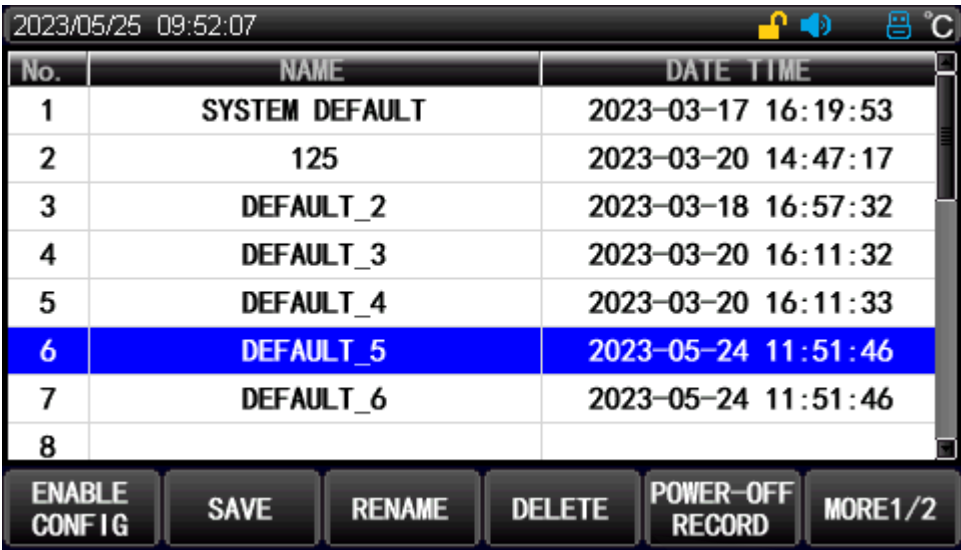 2023/05/25 09:52:07 °C
No. NAME DATE TIME
1 SYSTEM DEFAULT 2023-03-17 16:19:53
2 125 2023-03-20 14:47:17
3 DEFAULT_2 2023-03-18 16:57:32
4 DEFAULT_3 2023-03-20 16:11:32
5 DEFAULT_4 2023-03-20 16:11:33
6 DEFAULT_5 2023-05-24 11:51:46
7 DEFAULT_6 2023-05-24 11:51:46
8
ENABLE CONFIG SAVE RENAME DELETE POWER-OFF RECORD MORE1/2